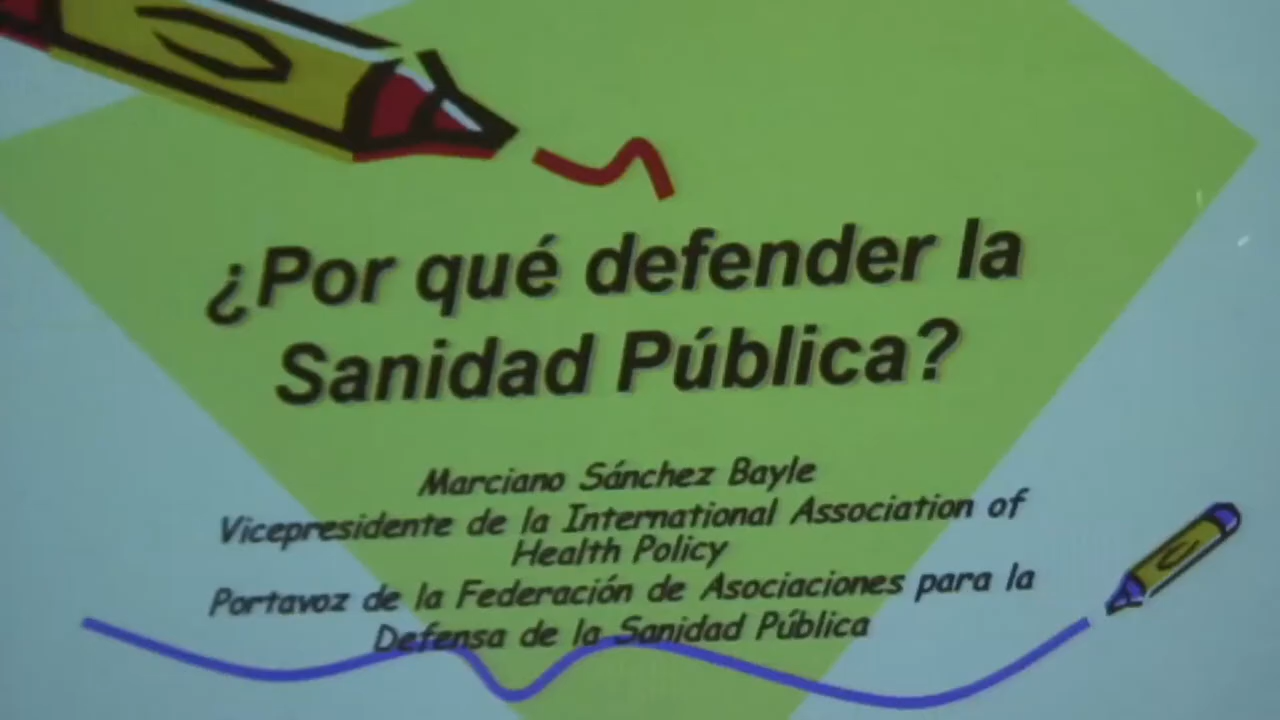 ¿Por qué defender la
Sanidad Pública?
Marciano Sánchez Bayle
Vicepresidente de la International Association of
Health Policy
Portavoz de la Federación de Asociaciones para la
Defensa de la Sanidad Pública